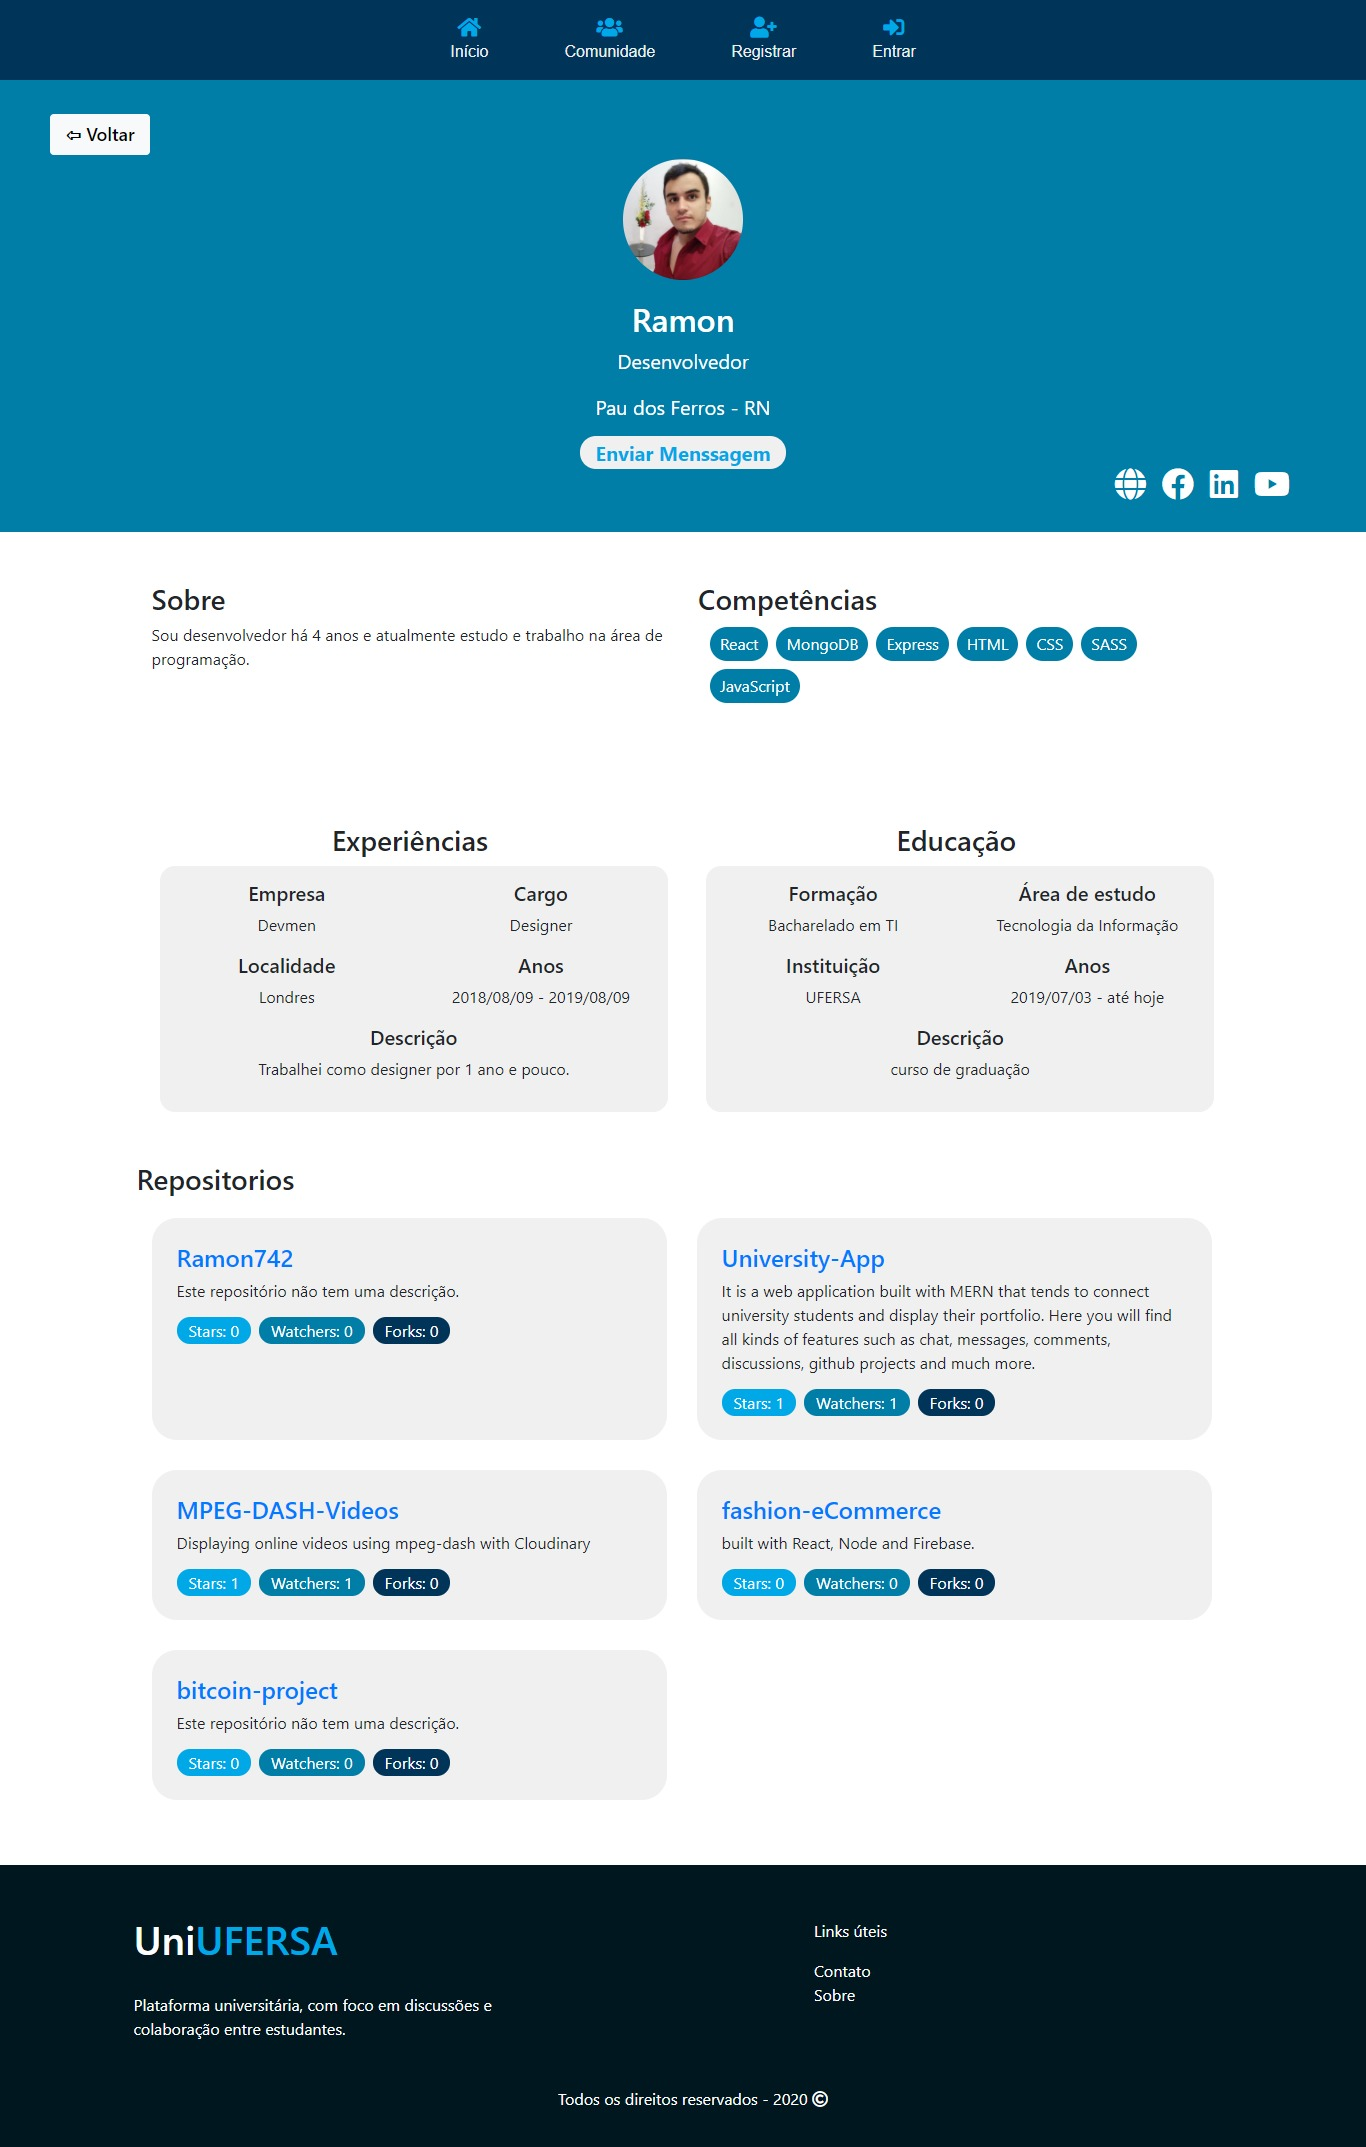 Início
Comunidade
Registrar
Entrar
⇦ Voltar
Ramon
Desenvolvedor
Pau dos Ferros - RN
Enviar Menssagem
Sobre
Sou desenvolvedor há 4 anos e atualmente estudo e trabalho na área de
programação.
Competências
React MongoDB Express HTML CSS SASS
JavaScript
Experiências
Empresa Cargo
Devmen Designer
Localidade Anos
Londres 2018/08/09 - 2019/08/09
Descrição
Trabalhei como designer por 1 ano e pouco.
Educação
Formação Área de estudo
Bacharelado em TI Tecnologia da Informação
Instituição Anos
UFERSA 2019/07/03 - até hoje
Descrição
curso de graduação
Repositorios
Ramon742
Este repositório não tem uma descrição.
Stars: 0 Watchers: 0 Forks: 0
University-App
It is a web application built with MERN that tends to connect
university students and display their portfolio. Here you will find
all kinds of features such as chat, messages, comments,
discussions, github projects and much more.
Stars: 1 Watchers: 1 Forks: 0
MPEG-DASH-Videos
Displaying online videos using mpeg-dash with Cloudinary
Stars: 1 Watchers: 1 Forks: 0
fashion-eCommerce
built with React, Node and Firebase.
Stars: 0 Watchers: 0 Forks: 0
bitcoin-project
Este repositório não tem uma descrição.
Stars: 0 Watchers: 0 Forks: 0
UniUFERSA
Plataforma universitária, com foco em discussões e
colaboração entre estudantes.
Links úteis
Contato
Sobre
Todos os direitos reservados - 2020 ©